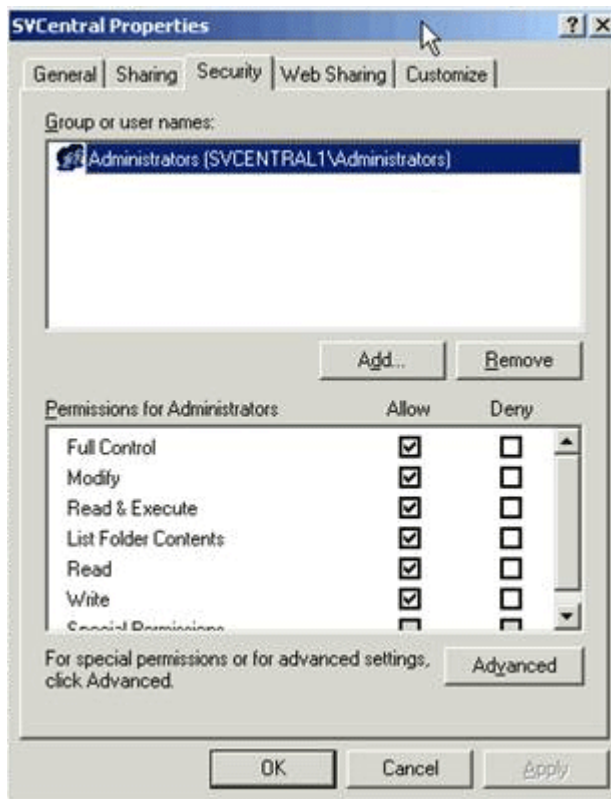 SVCentral Properties
General Sharing Security Web Sharing Customize
Group or user names:
Administrators (SVCENTRAL1\Administrators)
Add... Remove
Permissions for Administrators Allow Deny
Full Control
Modify
Read & Execute
List Folder Contents
Read
Write
Special Permissions
For special permissions or for advanced settings,
click Advanced.
Advanced
OK Cancel Apply